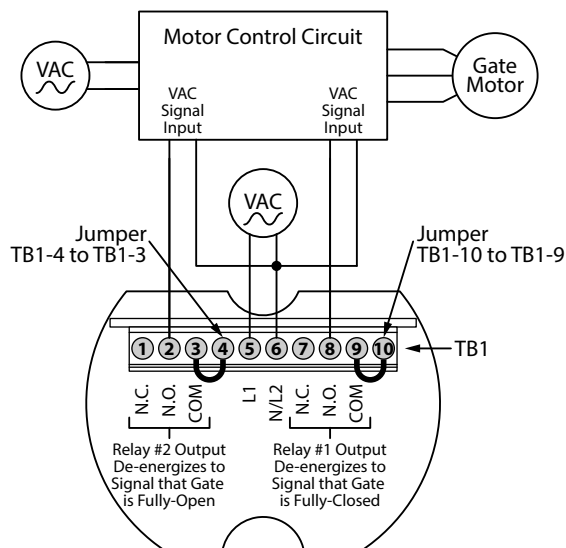 Motor Control Circuit
VAC
Gate
Motor
VAC
Signal
Input
VAC
Signal
Input
VAC
Jumper
TB1-4 to TB1-3
Jumper
TB1-10 to TB1-9
1 2 3 4 5 6 7 8 9 10
TB1
N.C.
N.O.
COM
L1
N/L2
N.C.
N.O.
COM
Relay #2 Output
De-energizes to
Signal that Gate
is Fully-Open
Relay #1 Output
De-energizes to
Signal that Gate
is Fully-Closed